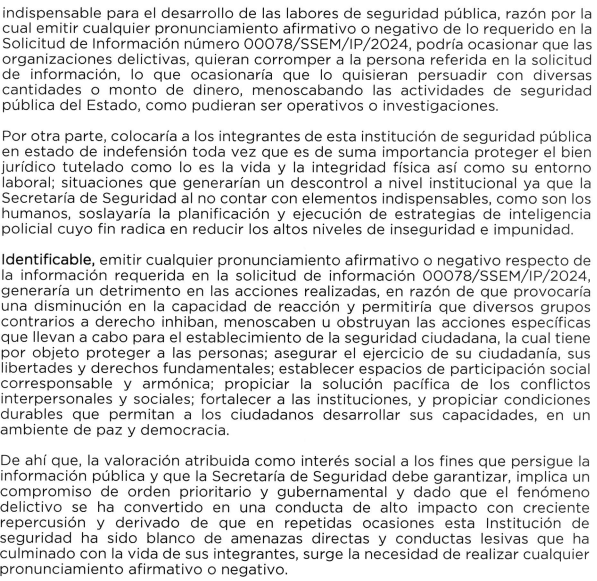 indispensable para el desarrollo de las labores de seguridad pública, razón por la
cual emitir cualquier pronunciamiento afirmativo o negativo de lo requerido en la
Solicitud de Información número 00078/SSEM/IP/2024, podría ocasionar que las
organizaciones delictivas, quieran corromper a la persona referida en la solicitud
de información, lo que ocasionaría que lo quisieran persuadir con diversas
cantidades o monto de dinero, menoscabando las actividades de seguridad
pública del Estado, como pudieran ser operativos o investigaciones.
Por otra parte, colocaría a los integrantes de esta institución de seguridad pública
en estado de indefensión toda vez que es de suma importancia proteger el bien
jurídico tutelado como lo es la vida y la integridad física así como su entorno
laboral; situaciones que generarían un descontrol a nivel institucional ya que la
Secretaría de Seguridad al no contar con elementos indispensables, como son los
humanos, soslayaría la planificación y ejecución de estrategias de inteligencia
policial cuyo fin radica en reducir los altos niveles de inseguridad e impunidad.
Identificable, emitir cualquier pronunciamiento afirmativo o negativo respecto de
la información requerida en la solicitud de información 00078/SSEM/IP/2024,
generaría un detrimento en las acciones realizadas, en razón de que provocaría
una disminución en la capacidad de reacción y permitiría que diversos grupos
contrarios a derecho inhiban, menoscaben u obstruyan las acciones específicas
que llevan a cabo para el establecimiento de la seguridad ciudadana, la cual tiene
por objeto proteger a las personas; asegurar el ejercicio de su ciudadanía, sus
libertades y derechos fundamentales; establecer espacios de participación social
corresponsable y armónica; propiciar la solución pacífica de los conflictos
interpersonales y sociales; fortalecer a las instituciones, y propiciar condiciones
durables que permitan a los ciudadanos desarrollar sus capacidades, en un
ambiente de paz y democracia.
De ahí que, la valoración atribuida como interés social a los fines que persigue la
información pública y que la Secretaría de Seguridad debe garantizar, implica un
compromiso de orden prioritario y gubernamental y dado que el fenómeno
delictivo se ha convertido en una conducta de alto impacto con creciente
repercusión y derivado de que en repetidas ocasiones esta Institución de
seguridad ha sido blanco de amenazas directas y conductas lesivas que ha
culminado con la vida de sus integrantes, surge la necesidad de realizar cualquier
pronunciamiento afirmativo o negativo.